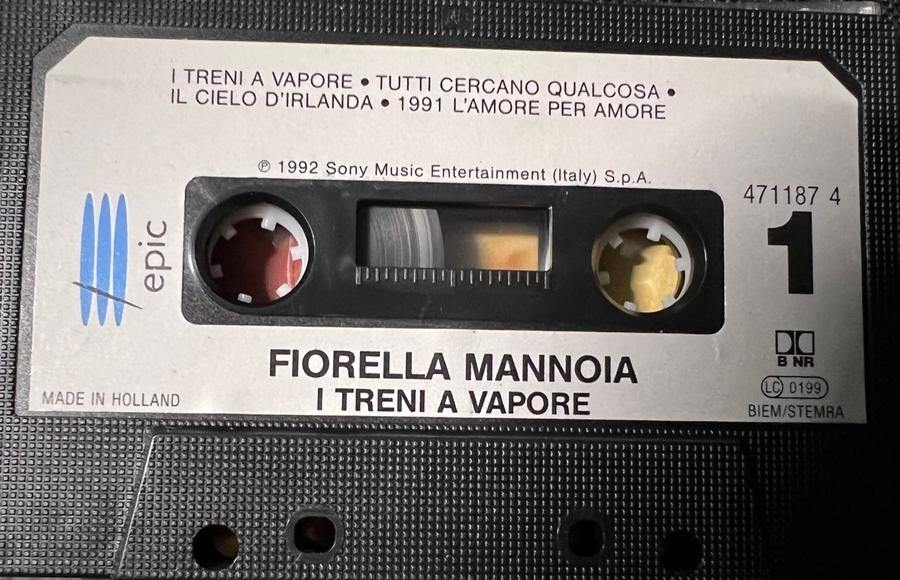 I TRENI A VAPORE • TUTTI CERCANO QUALCOSA •
IL CIELO D'IRLANDA • 1991 L'AMORE PER AMORE
℗ 1992 Sony Music Entertainment (Italy) S.p.A.
471187 4
1
epic
B NR
LC 0199
BIEM/STEMRA
FIORELLA MANNOIA
I TRENI A VAPORE
MADE IN HOLLAND